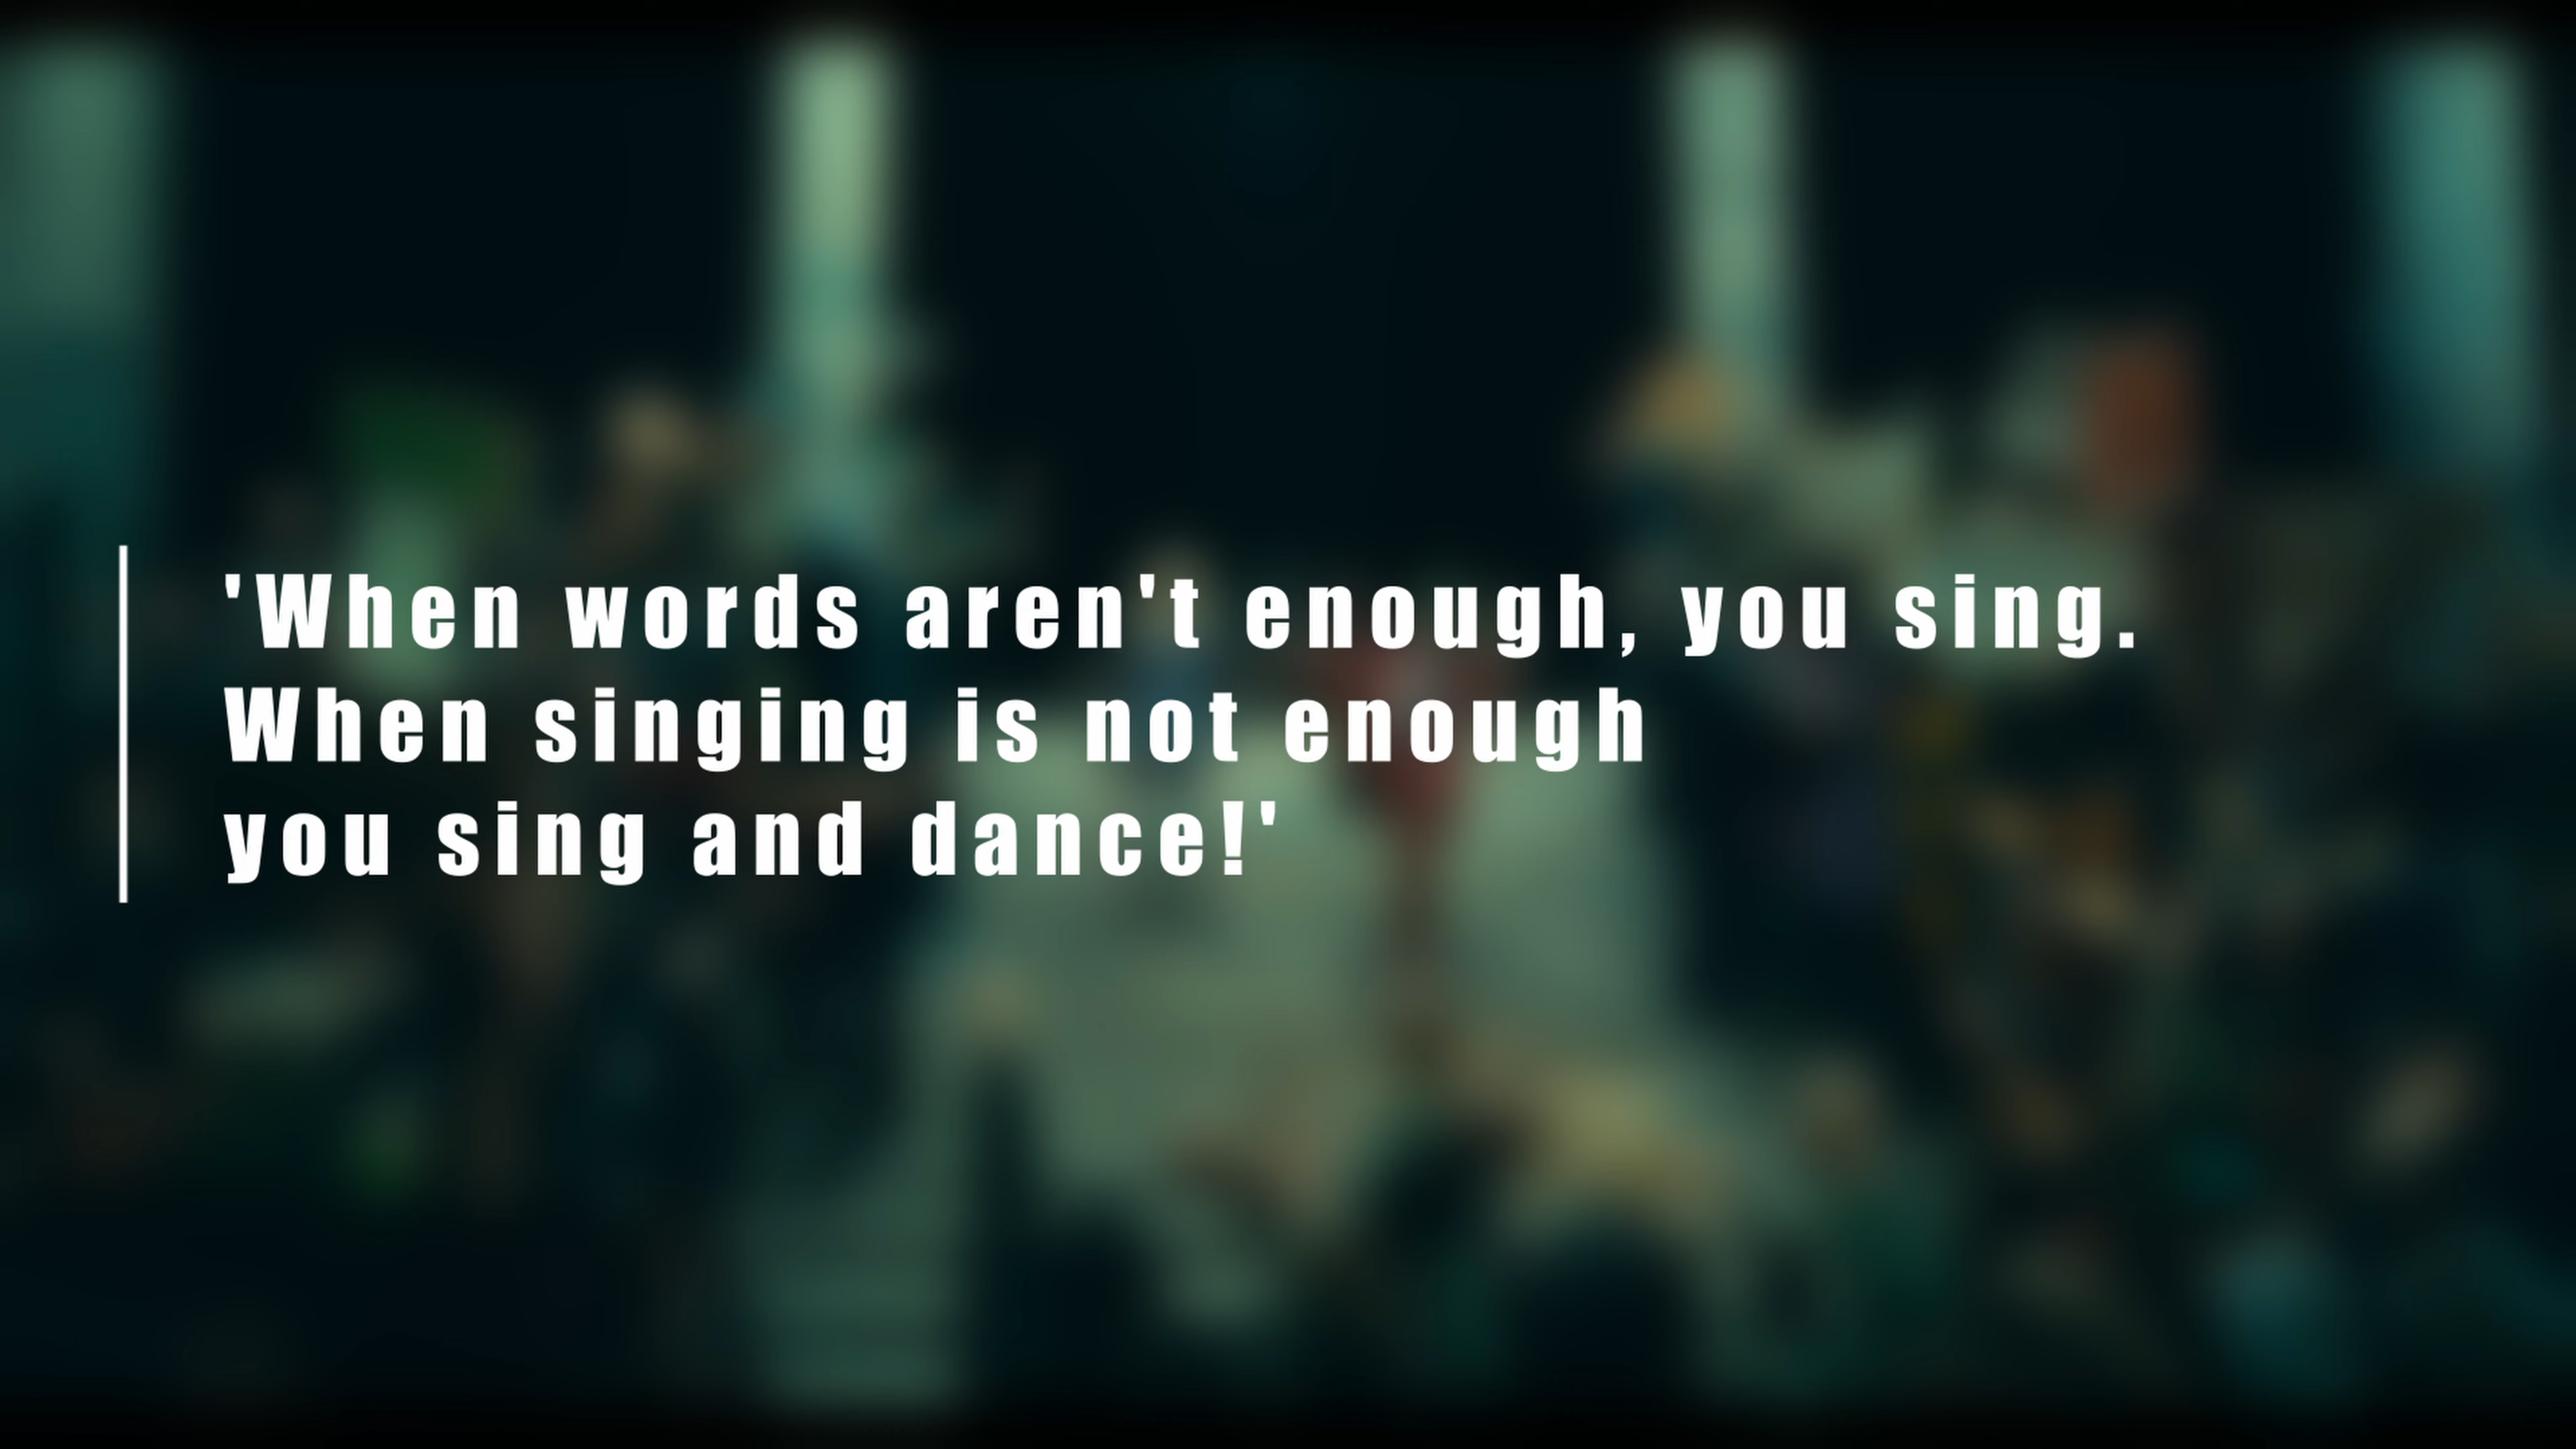 'When words aren't enough, you sing.
When singing is not enough
you sing and dance!'